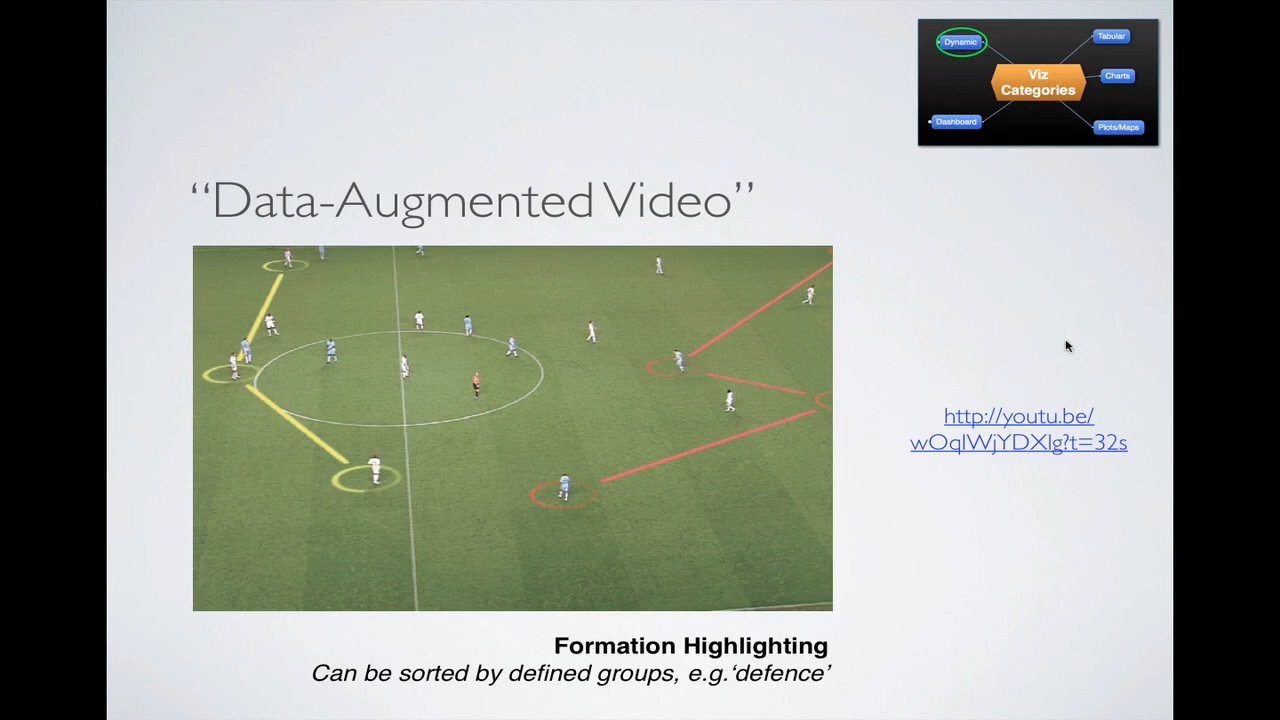 Dynamic
Tabular
Viz
Categories
Charts
Dashboard
Plots/Maps
“Data-Augmented Video”
http://youtu.be/
wOqlWjYDXlg?t=32s
Formation Highlighting
Can be sorted by defined groups, e.g.‘defence’